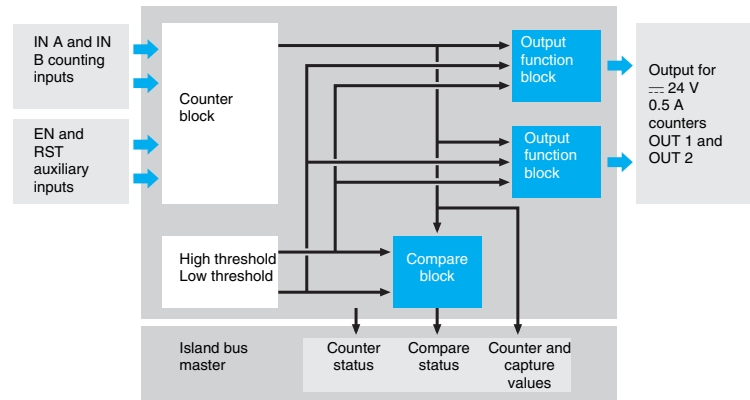 IN A and IN
B counting
inputs
EN and
RST
auxiliary
inputs
Counter
block
High threshold
Low threshold
Output
function
block
Output
function
block
Compare
block
Output for
⎓ 24 V
0.5 A
counters
OUT 1 and
OUT 2
Island bus
master
Counter
status
Compare
status
Counter and
capture
values